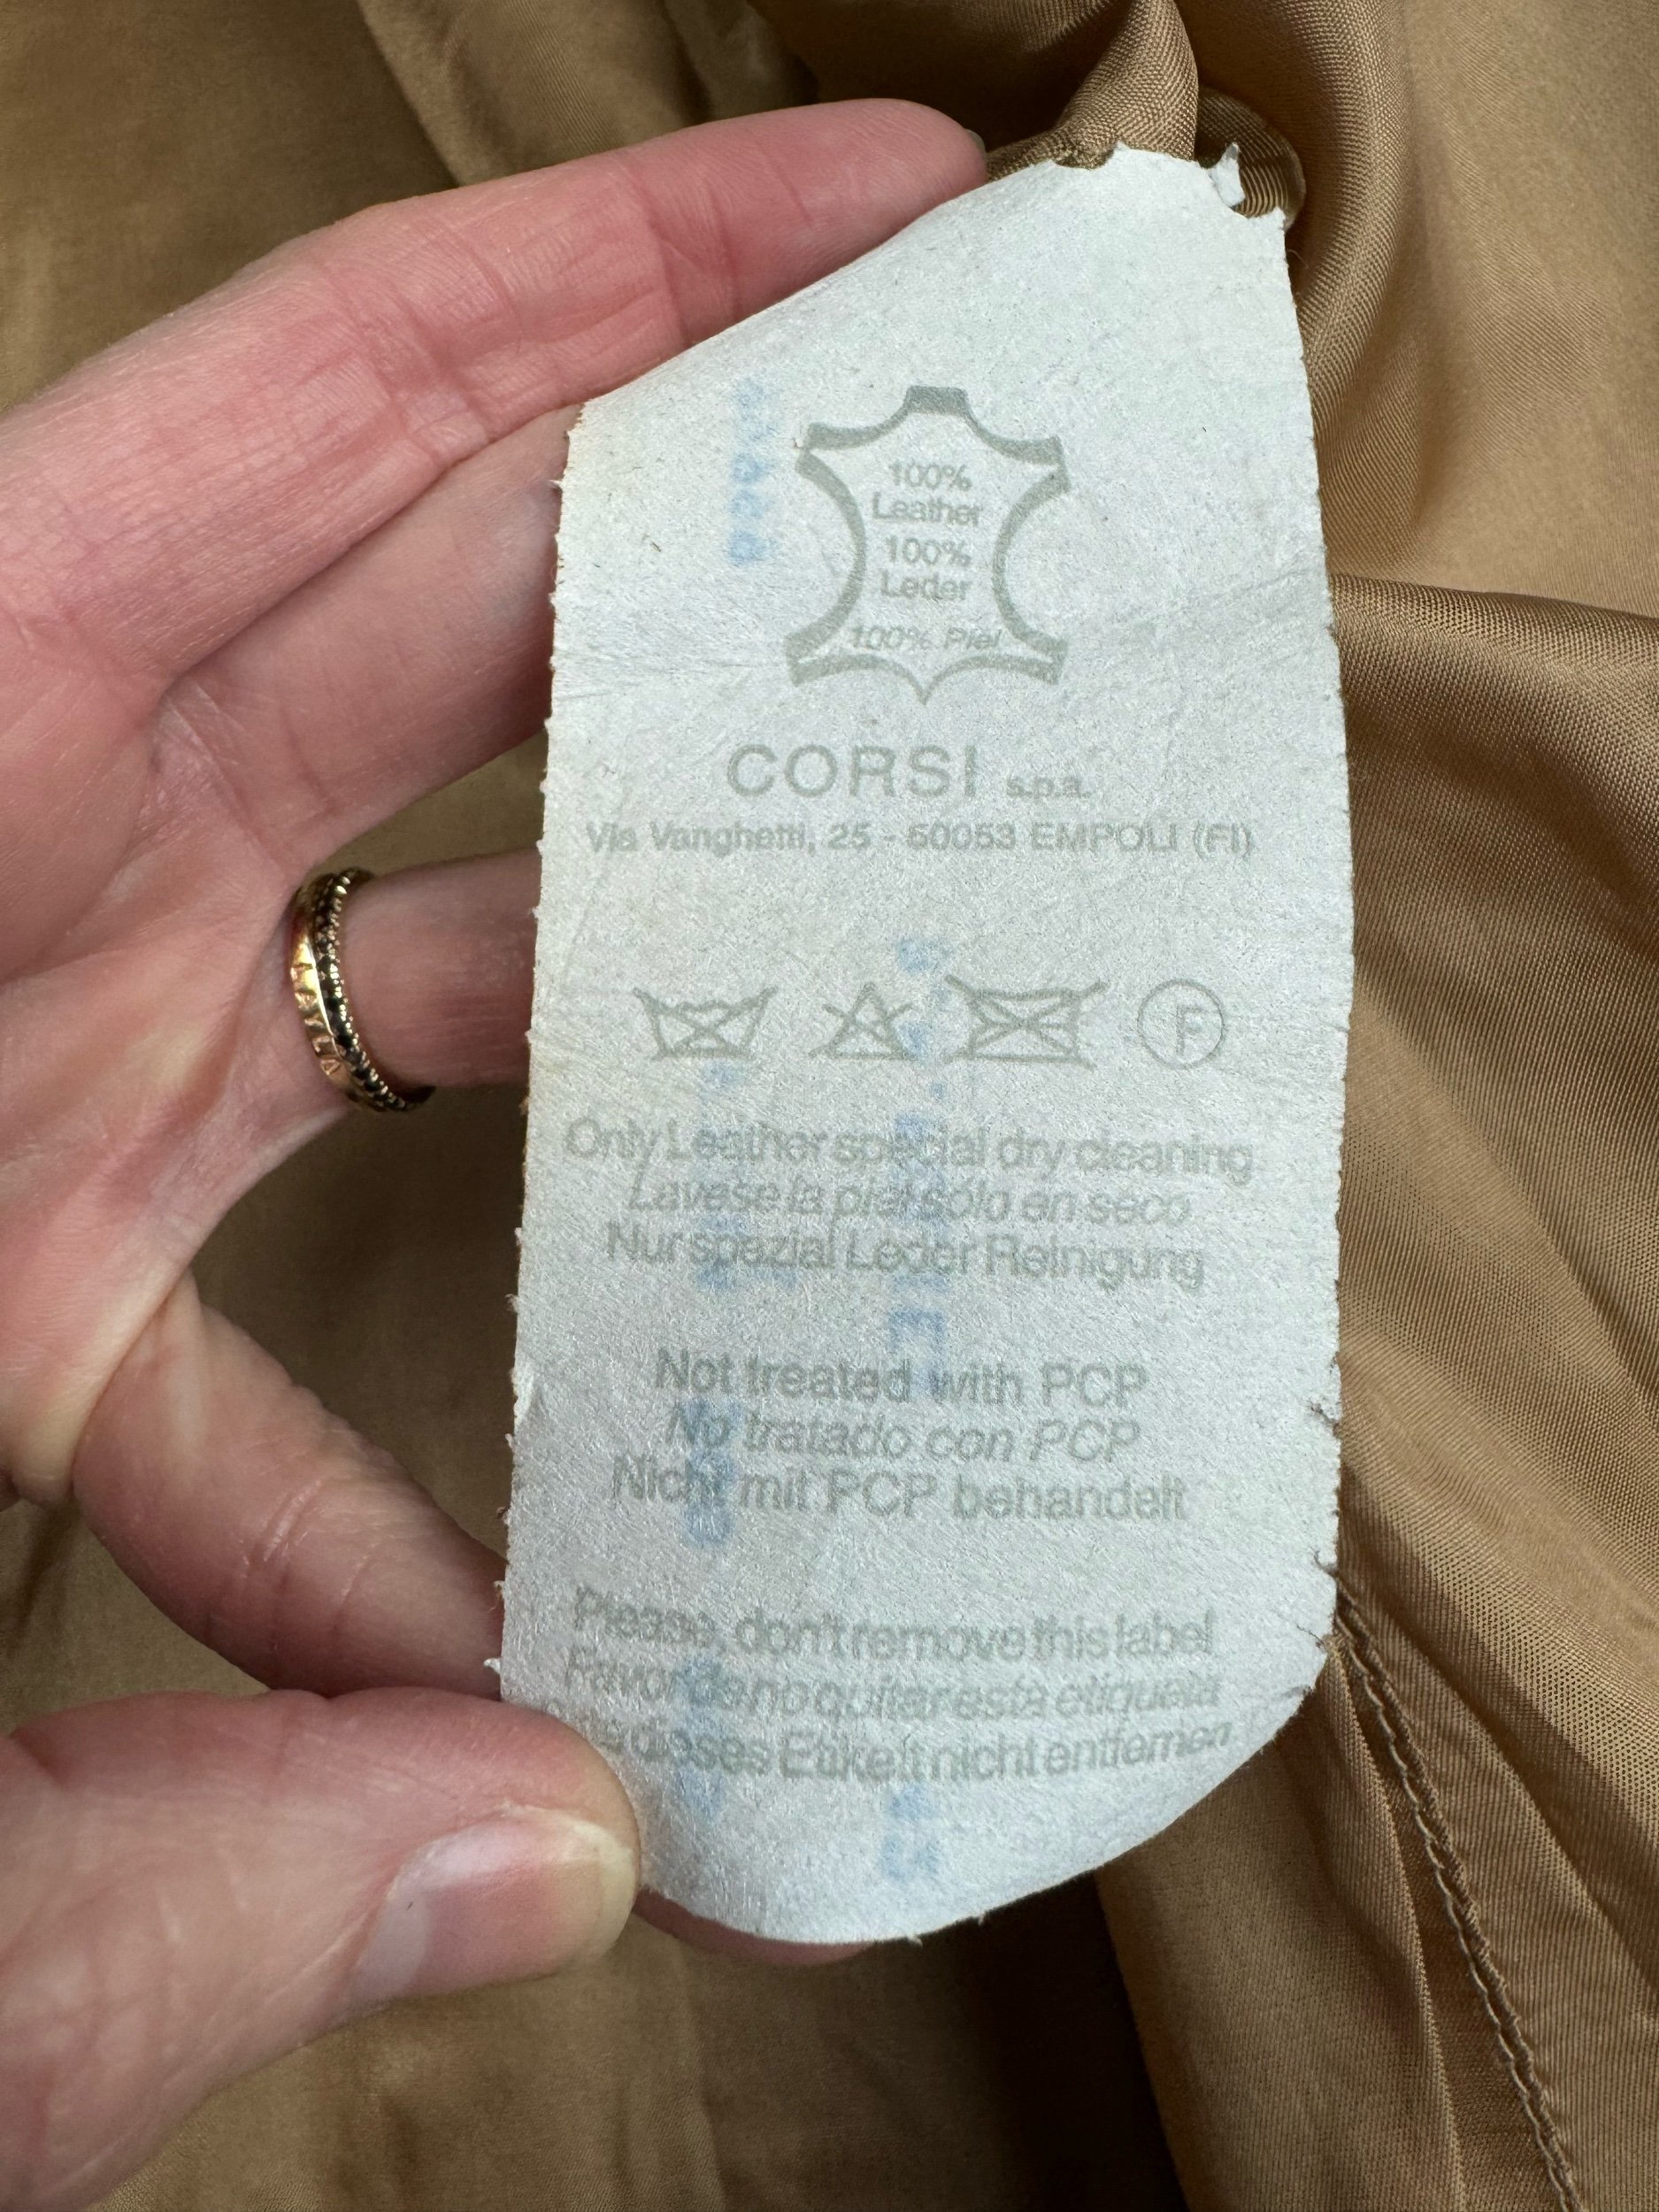 100%
Leather
100%
Leder
100% Piel
CORSI s.p.a.
Via Vanghetti, 25 - 50053 EMPOLI (FI)
F
Only Leather special dry cleaning
Lavese la piel sólo en seco
Nur spazial Leder Reinigung
Not treated with PCP
No tratado con PCP
Nicht mit PCP behandelt
Please, don't remove this label
Favor de no quitar esta etiqueta
dieses Etikett nicht entfernen